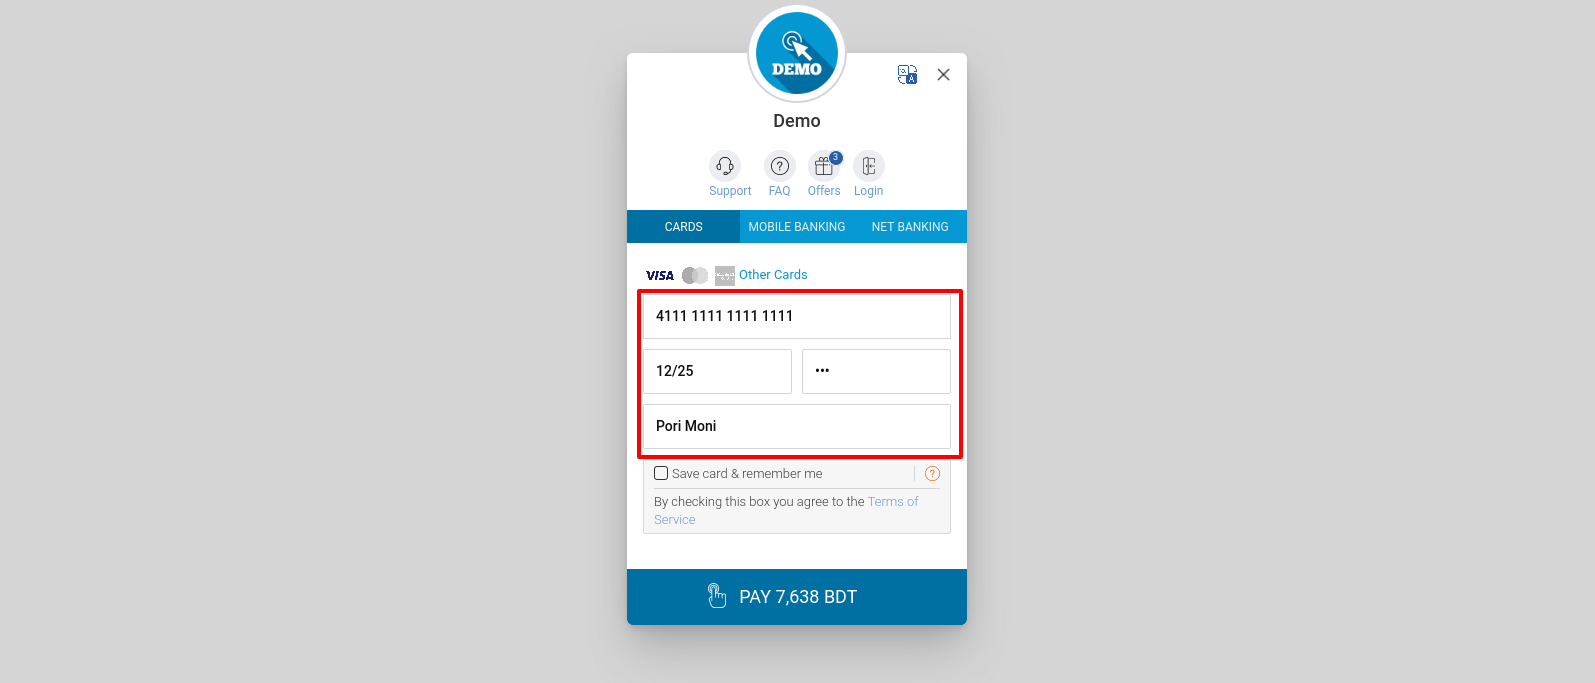 DEMO
Demo
3
Support FAQ Offers Login
CARDS MOBILE BANKING NET BANKING
VISA Other Cards
4111 1111 1111 1111
12/25 •••
Pori Moni
Save card & remember me ?
By checking this box you agree to the Terms of
Service
PAY 7,638 BDT